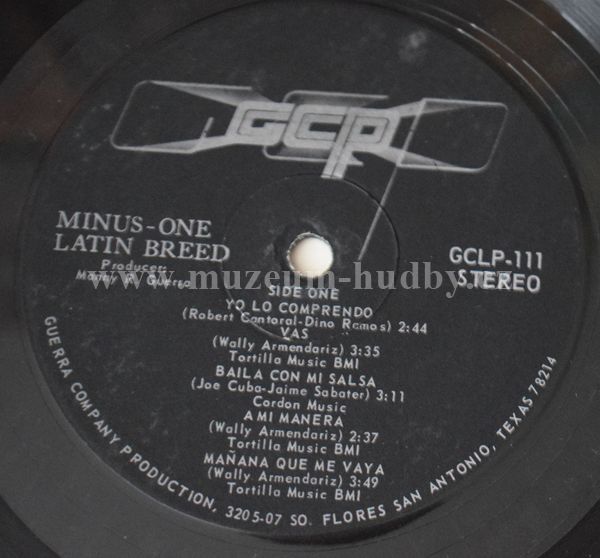 GCP
MINUS-ONE
LATIN BREED
Producer:
Manny R. Guerra
GCLP-111
STEREO
www.muzeum-hudby.
SIDE ONE
YO LO COMPRENDO
(Robert Cantoral-Dino Ramos) 2:44
VAS
(Wally Armendariz) 3:35
Tortilla Music BMI
BAILA CON MI SALSA
(Joe Cuba-Jaime Sabater) 3:11
Cordon Music
A MI MANERA
(Wally Armendariz) 2:37
Tortilla Music BMI
MAÑANA QUE ME VAYA
(Wally Armendariz) 3:49
Tortilla Music BMI
GUERRA COMPANY PRODUCTION, 3205-07 SO. FLORES SAN ANTONIO, TEXAS 78214